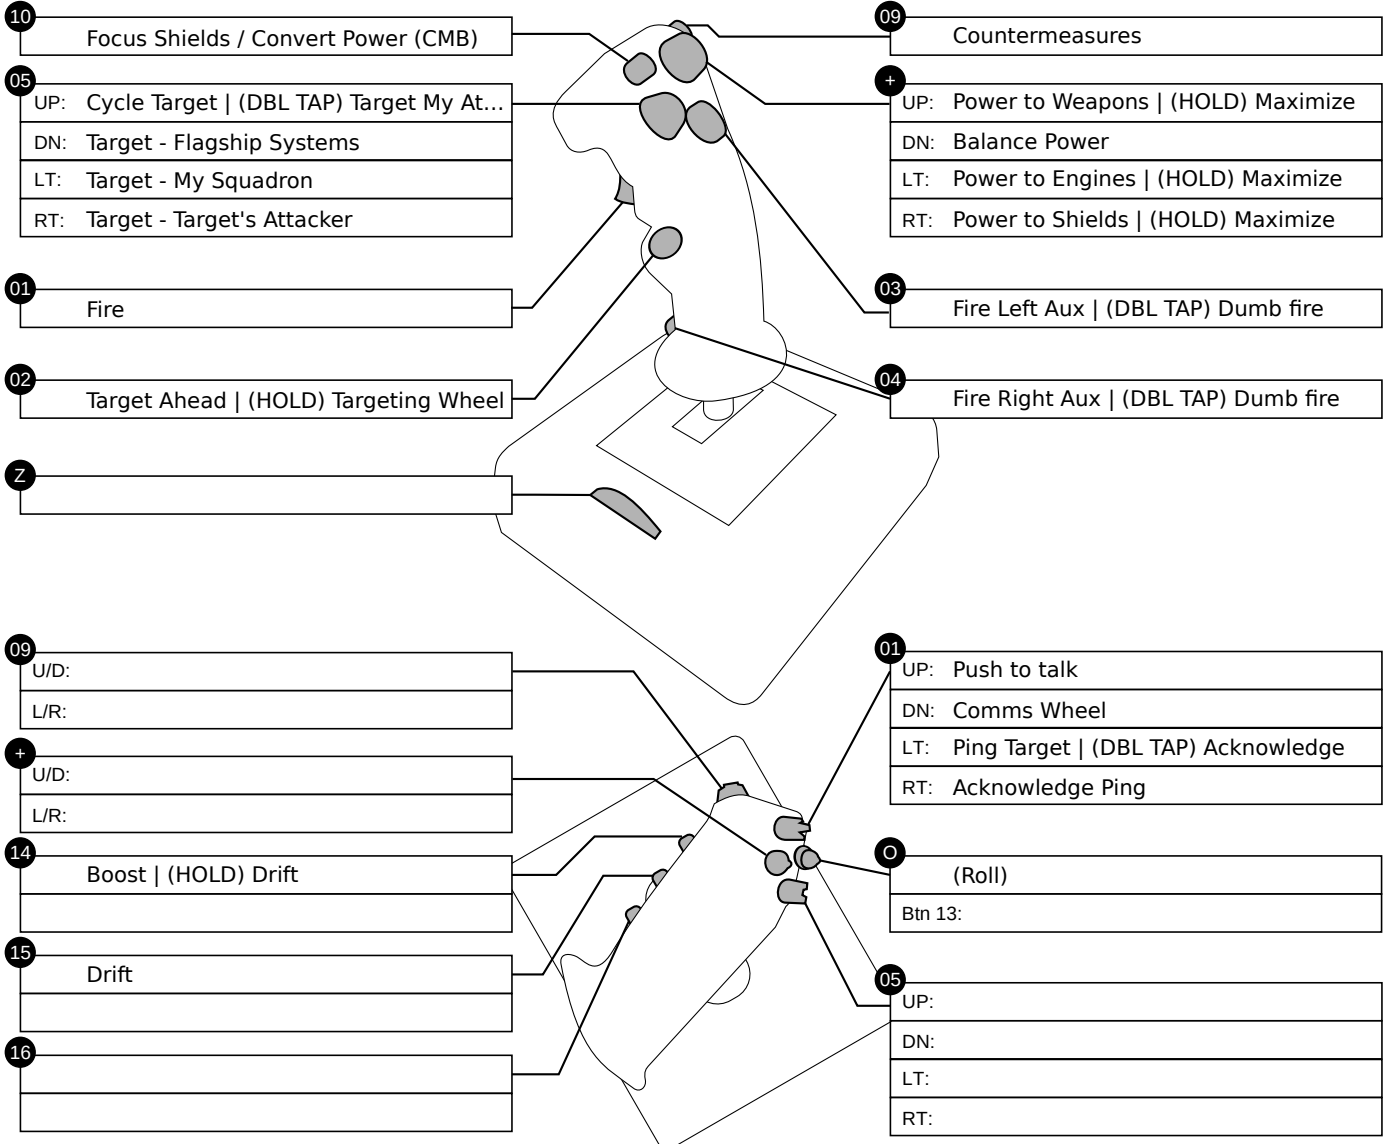 10
Focus Shields / Convert Power (CMB)
05
UP: Cycle Target | (DBL TAP) Target My At...
DN: Target - Flagship Systems
LT: Target - My Squadron
RT: Target - Target's Attacker
01
Fire
02
Target Ahead | (HOLD) Targeting Wheel
Z
09
Countermeasures
+
UP: Power to Weapons | (HOLD) Maximize
DN: Balance Power
LT: Power to Engines | (HOLD) Maximize
RT: Power to Shields | (HOLD) Maximize
03
Fire Left Aux | (DBL TAP) Dumb fire
04
Fire Right Aux | (DBL TAP) Dumb fire
09
U/D:
L/R:
+
U/D:
L/R:
14
Boost | (HOLD) Drift
15
Drift
16
01
UP: Push to talk
DN: Comms Wheel
LT: Ping Target | (DBL TAP) Acknowledge
RT: Acknowledge Ping
O
(Roll)
Btn 13:
05
UP:
DN:
LT:
RT: